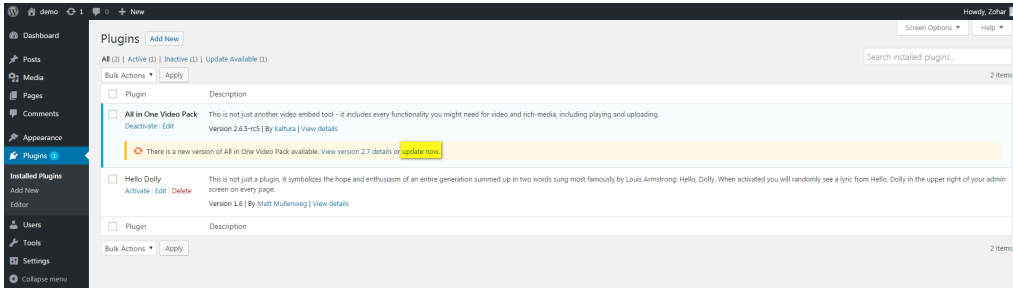 demo 1 0 + New Howdy, Zohar
Screen Options ▼ Help ▼
Dashboard
Posts
Media
Pages
Comments
Appearance
Plugins 1
Installed Plugins
Add New
Editor
Users
Tools
Settings
Collapse menu
Plugins Add New
All (2) | Active (1) | Inactive (1) | Update Available (1)
Search installed plugins...
Bulk Actions ▼ Apply 2 items
Plugin Description
All in One Video Pack This is not just another video embed tool - it includes every functionality you might need for video and rich-media, including playing and uploading.
Deactivate | Edit Version 2.6.5-rc5 | By Kaltura | View details
There is a new version of All in One Video Pack available. View version 2.7 details or update now.
Hello Dolly This is not just a plugin, it symbolizes the hope and enthusiasm of an entire generation summed up in two words sung most famously by Louis Armstrong: Hello, Dolly. When activated you will randomly see a lyric from Hello, Dolly in the upper right of your admin
Activate | Edit | Delete screen on every page.
Version 1.6 | By Matt Mullenweg | View details
Plugin Description
Bulk Actions ▼ Apply 2 items